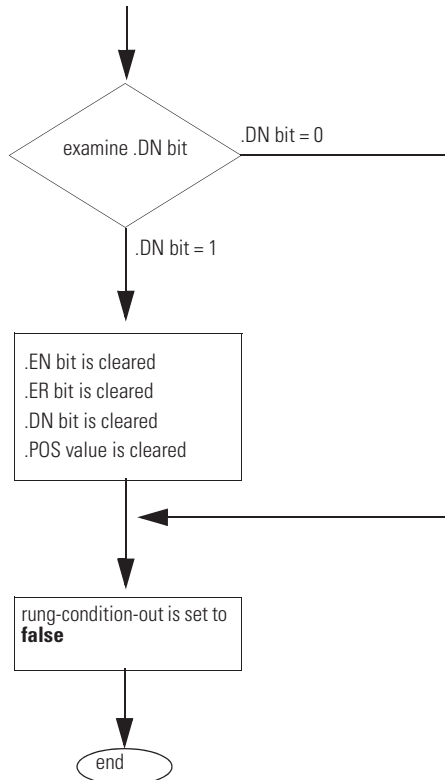 examine .DN bit
.DN bit = 0
.DN bit = 1
.EN bit is cleared
.ER bit is cleared
.DN bit is cleared
.POS value is cleared
rung-condition-out is set to
false
end